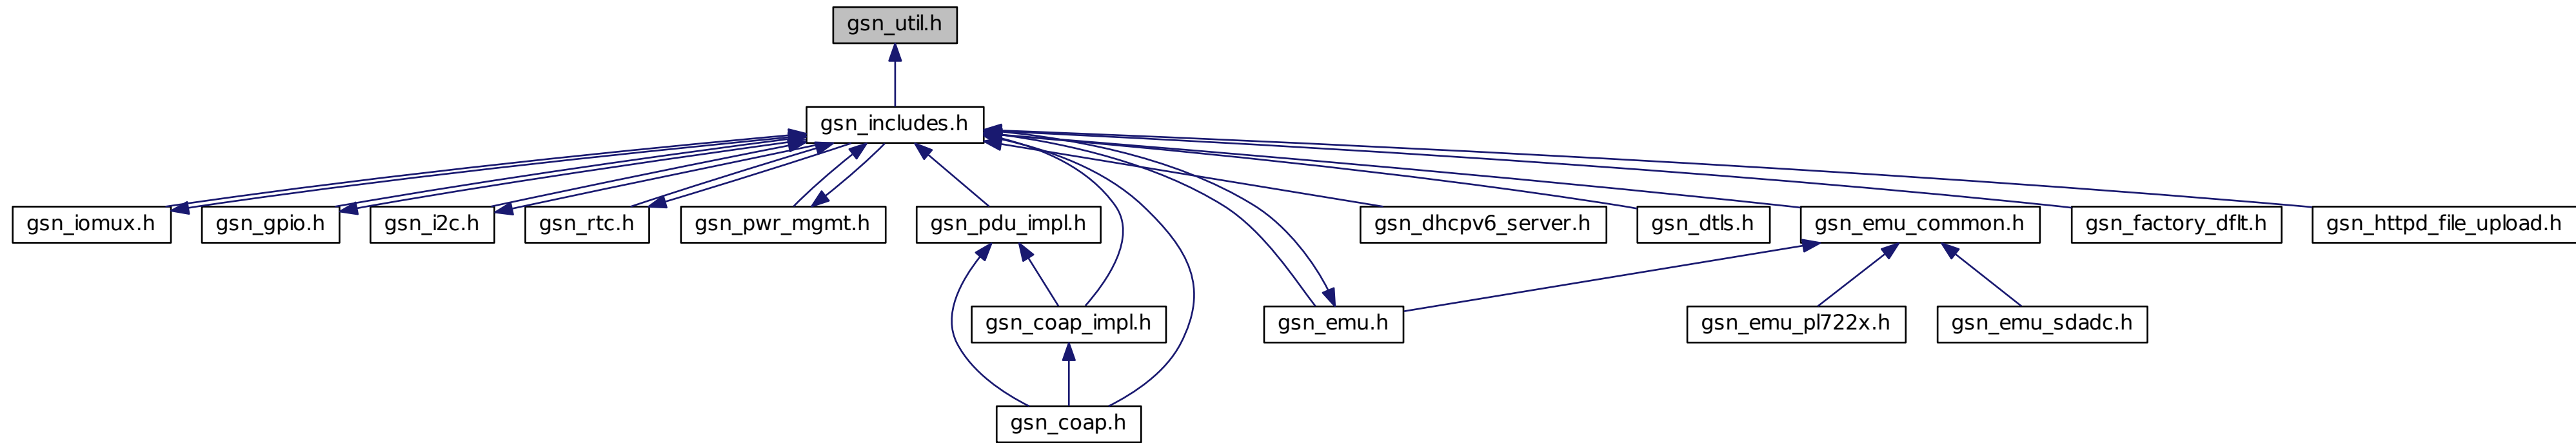 gsn_util.h
gsn_includes.h
gsn_iomux.h
gsn_gpio.h
gsn_i2c.h
gsn_rtc.h
gsn_pwr_mgmt.h
gsn_pdu_impl.h
gsn_dhcpv6_server.h
gsn_dtls.h
gsn_emu_common.h
gsn_factory_dflt.h
gsn_httpd_file_upload.h
gsn_coap_impl.h
gsn_emu.h
gsn_emu_pl722x.h
gsn_emu_sdadc.h
gsn_coap.h